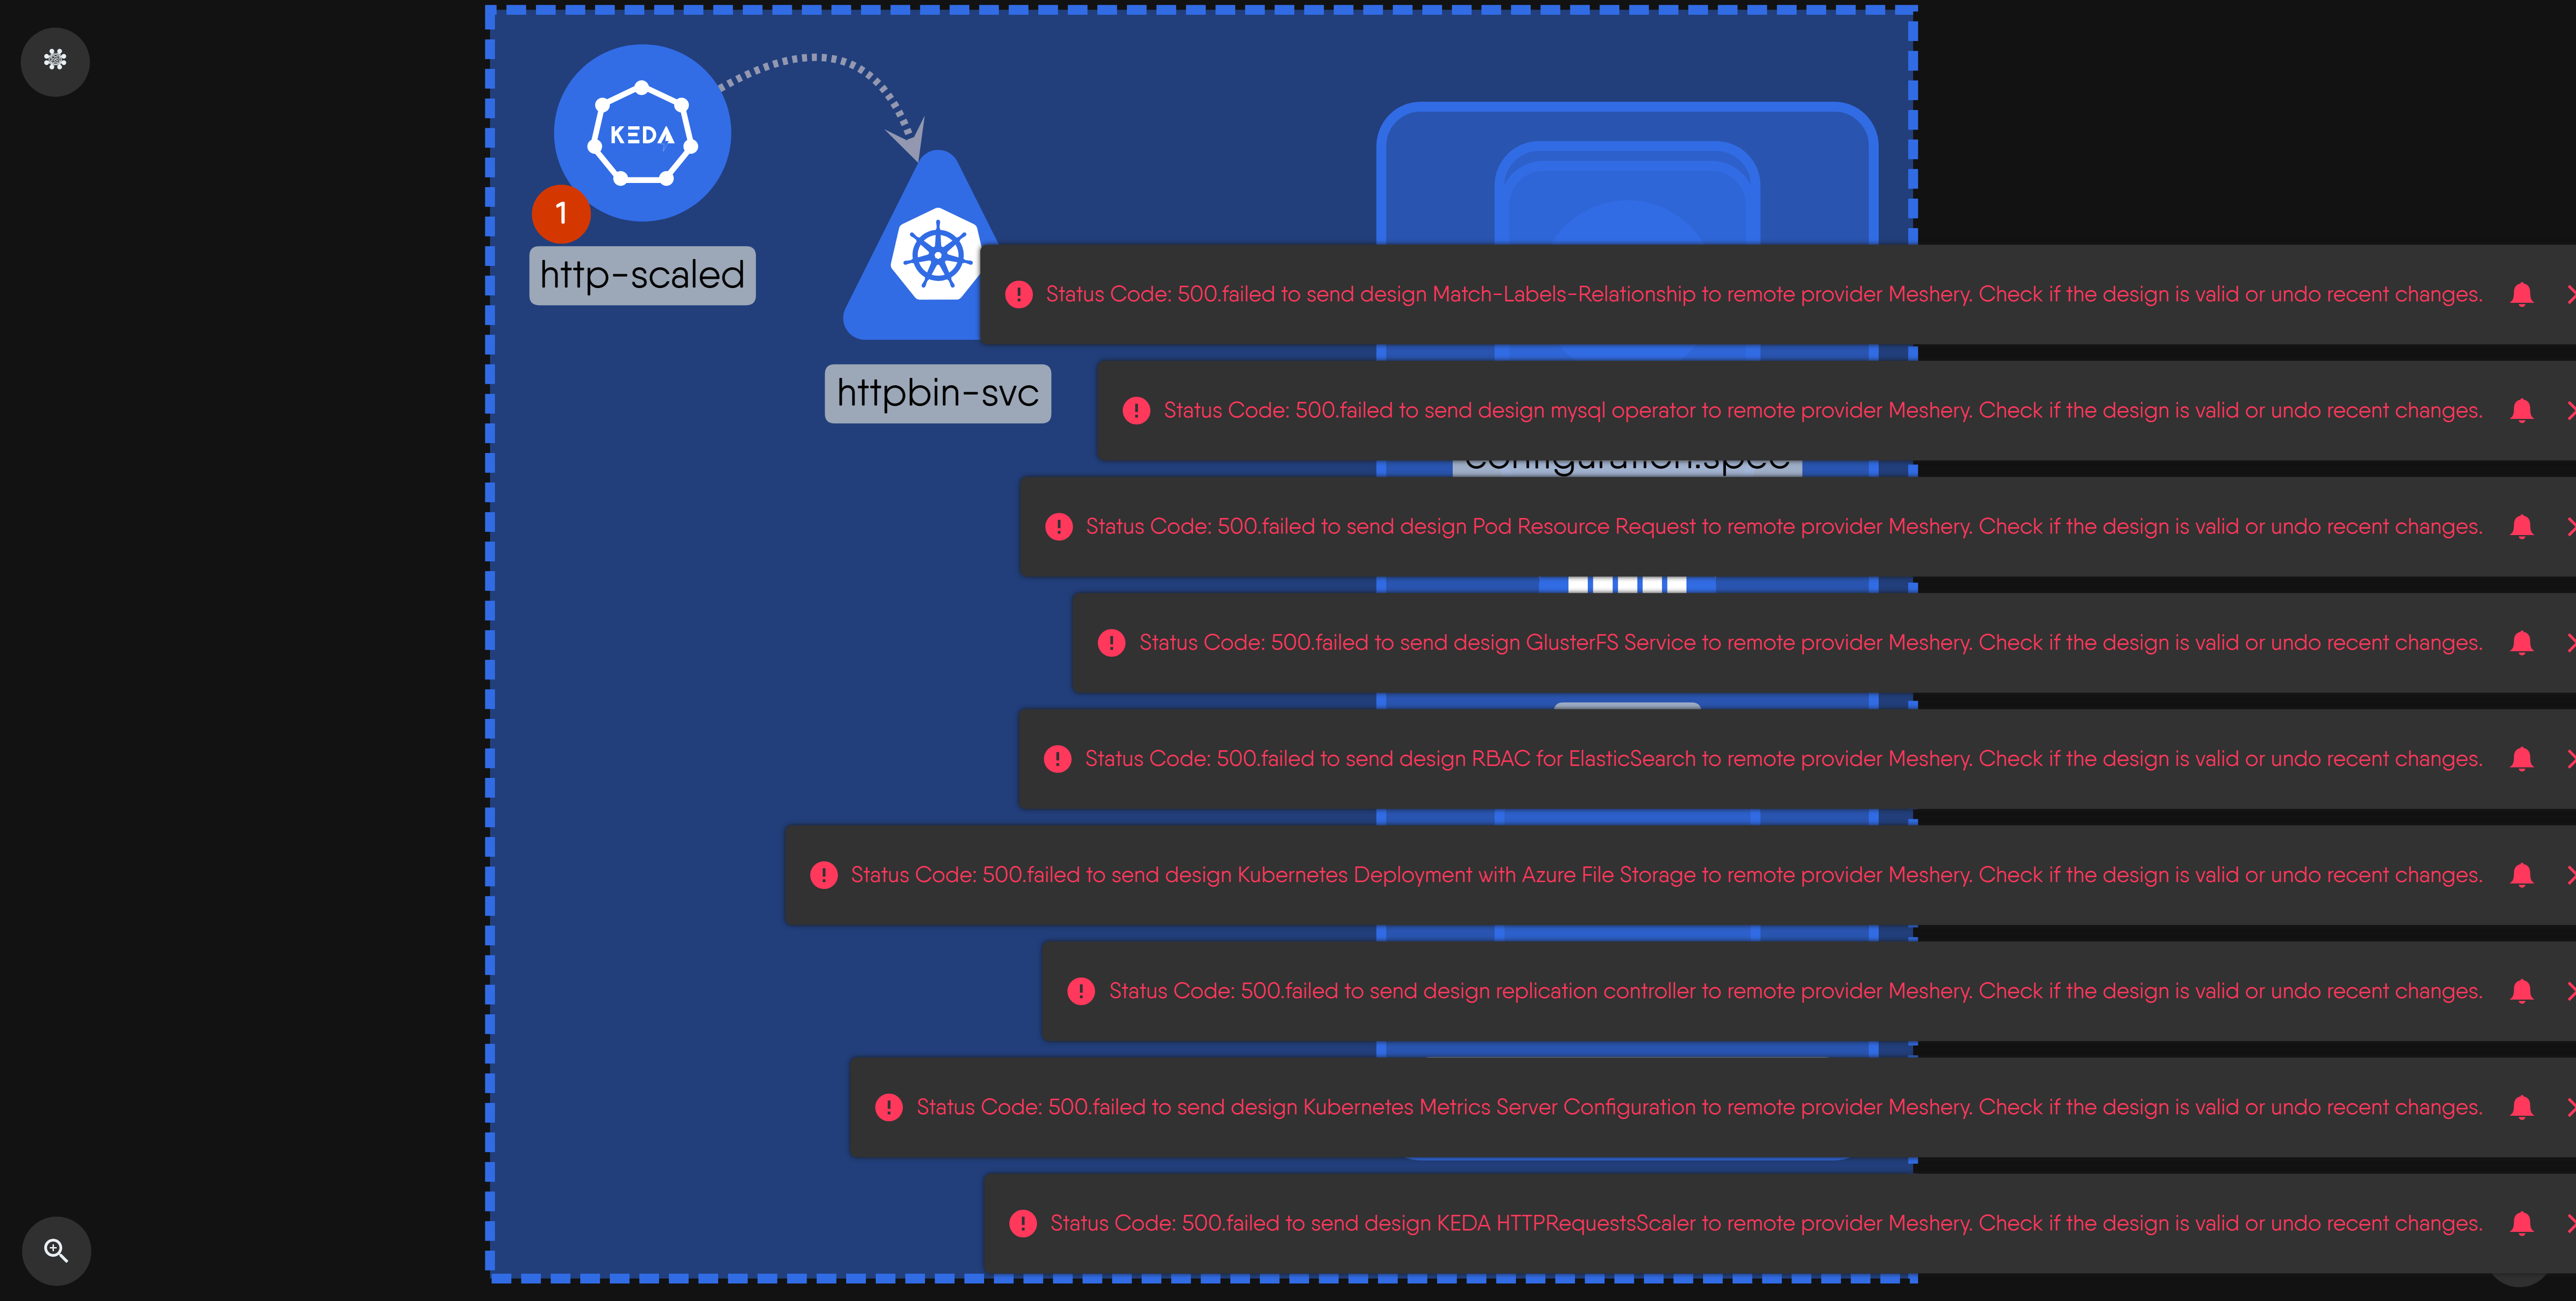 KEDA
1
http-scaled
Status Code: 500.failed to send design Match-Labels-Relationship to remote provider Meshery. Check if the design is valid or undo recent changes.
httpbin-svc
Status Code: 500.failed to send design mysql operator to remote provider Meshery. Check if the design is valid or undo recent changes.
configuration.spec
Status Code: 500.failed to send design Pod Resource Request to remote provider Meshery. Check if the design is valid or undo recent changes.
Status Code: 500.failed to send design GlusterFS Service to remote provider Meshery. Check if the design is valid or undo recent changes.
Status Code: 500.failed to send design RBAC for ElasticSearch to remote provider Meshery. Check if the design is valid or undo recent changes.
Status Code: 500.failed to send design Kubernetes Deployment with Azure File Storage to remote provider Meshery. Check if the design is valid or undo recent changes.
Status Code: 500.failed to send design replication controller to remote provider Meshery. Check if the design is valid or undo recent changes.
Status Code: 500.failed to send design Kubernetes Metrics Server Configuration to remote provider Meshery. Check if the design is valid or undo recent changes.
Status Code: 500.failed to send design KEDA HTTPRequestsScaler to remote provider Meshery. Check if the design is valid or undo recent changes.